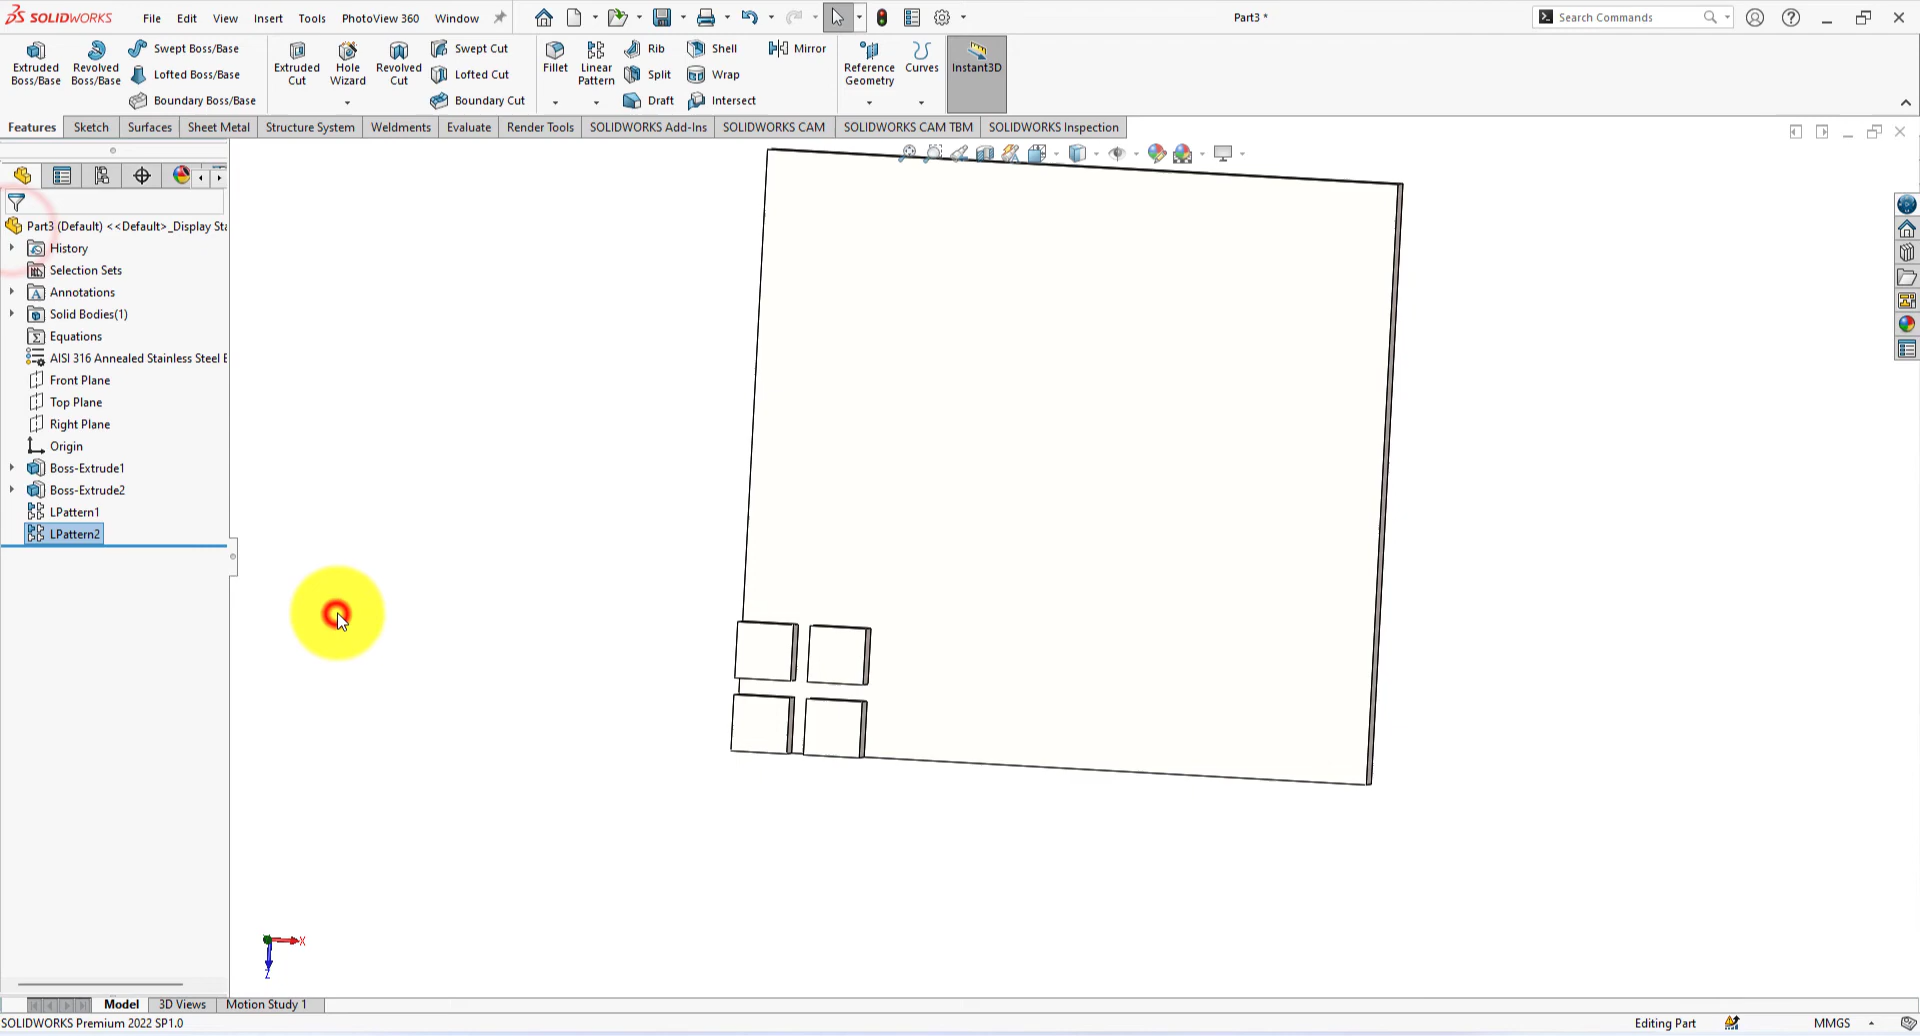 SOLIDWORKS File Edit View Insert Tools PhotoView 360 Window Part3 * Search Commands
Extruded Boss/Base
Revolved Boss/Base
Swept Boss/Base
Lofted Boss/Base
Boundary Boss/Base
Extruded Cut
Hole Wizard
Revolved Cut
Swept Cut
Lofted Cut
Boundary Cut
Fillet
Linear Pattern
Rib
Split
Draft
Shell
Wrap
Intersect
Mirror
Reference Geometry
Curves
Instant3D
Features Sketch Surfaces Sheet Metal Structure System Weldments Evaluate Render Tools SOLIDWORKS Add-Ins SOLIDWORKS CAM SOLIDWORKS CAM TBM SOLIDWORKS Inspection
Part3 (Default) <<Default>_Display Sta
History
Selection Sets
Annotations
Solid Bodies(1)
Equations
AISI 316 Annealed Stainless Steel
Front Plane
Top Plane
Right Plane
Origin
Boss-Extrude1
Boss-Extrude2
LPattern1
LPattern2
X
Z
Model 3D Views Motion Study 1
SOLIDWORKS Premium 2022 SP1.0 Editing Part MMGS